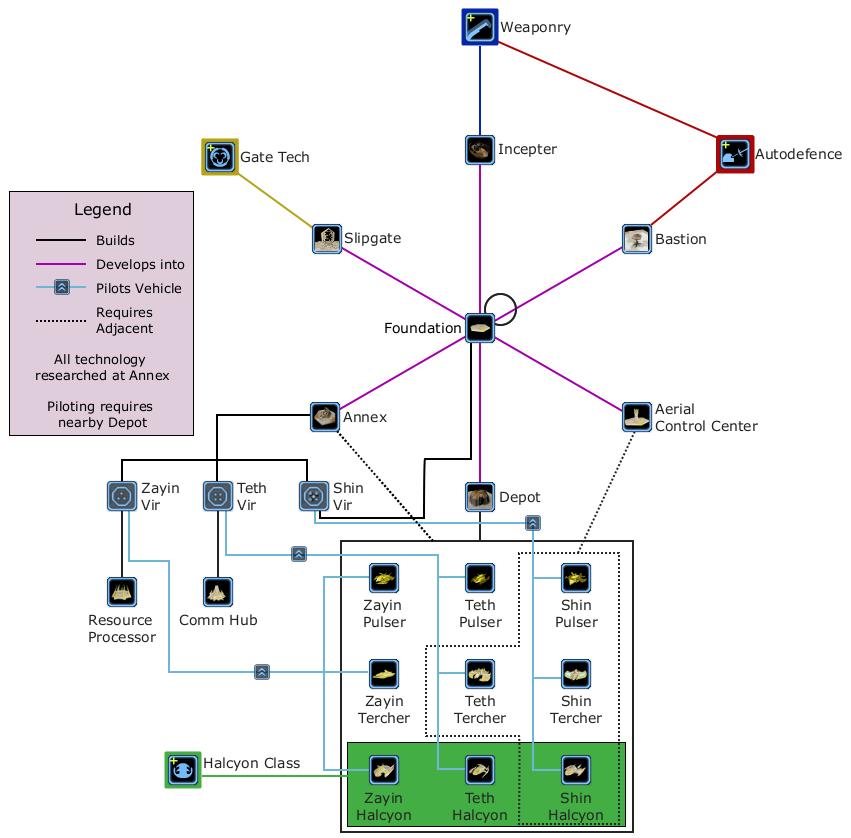 Weaponry
Gate Tech
Incepter
Autodefence
Legend
Builds
Develops into
Pilots Vehicle
Requires
Adjacent
All technology
researched at Annex
Piloting requires
nearby Depot
Slipgate
Bastion
Foundation
Annex
Aerial
Control Center
Zayin
Vir
Teth
Vir
Shin
Vir
Depot
Resource
Processor
Comm Hub
Zayin
Pulser
Teth
Pulser
Shin
Pulser
Zayin
Tercher
Teth
Tercher
Shin
Tercher
Halcyon Class
Zayin
Halcyon
Teth
Halcyon
Shin
Halcyon